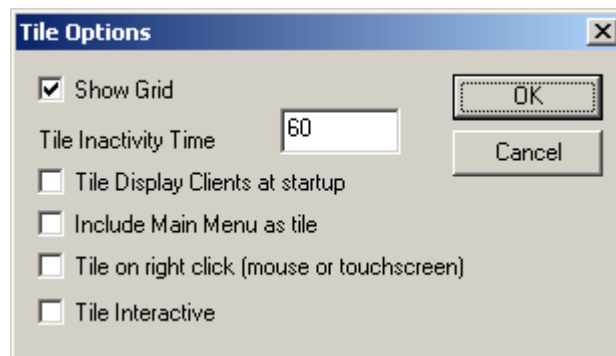 Tile Options
Show Grid
OK
Tile Inactivity Time 60
Cancel
Tile Display Clients at startup
Include Main Menu as tile
Tile on right click (mouse or touchscreen)
Tile Interactive